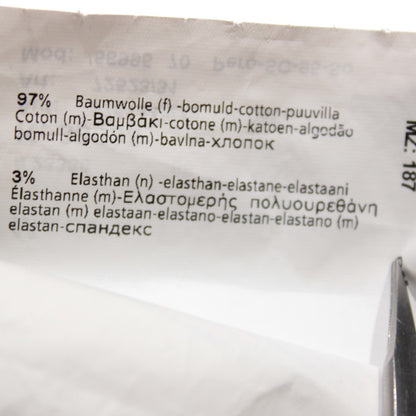 97% Baumwolle (f) -bomuld-cotton-puuvilla
Coton (m)-Βαμβάκι-cotone (m)-katoen-algodão
bomull-algodón (m)-bavlna-хлопок
3% Elasthan (n) -elasthan-elastane-elastaani
Élasthanne (m)-Ελαστομερής πολυουρεθάνη
elastan (m) elastaan-elastano-elastan-elastano (m)
elastan-спандекс
M2: 187